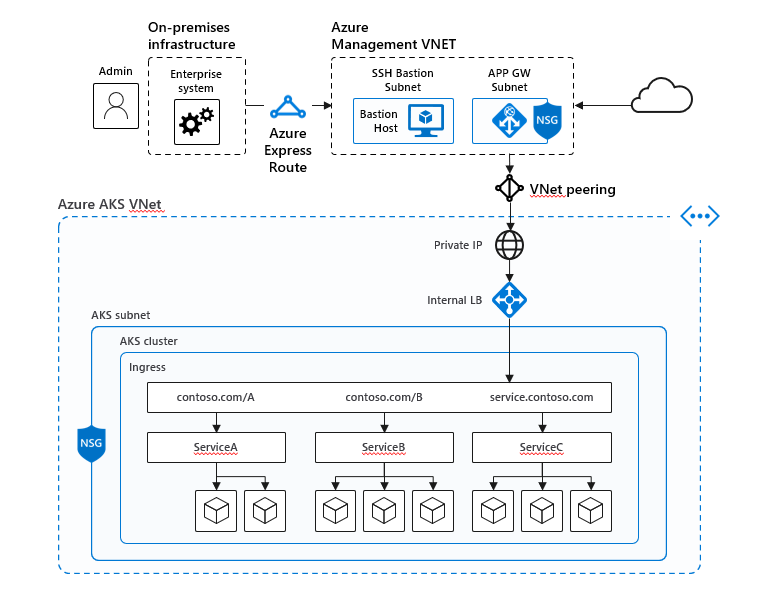 On-premises
infrastructure
Azure
Management VNET
Admin
Enterprise
system
SSH Bastion
Subnet
APP GW
Subnet
Bastion
Host
NSG
Azure
Express
Route
VNet peering
Azure AKS VNet
Private IP
Internal LB
AKS subnet
AKS cluster
Ingress
contoso.com/A
contoso.com/B
service.contoso.com
NSG
ServiceA
ServiceB
ServiceC